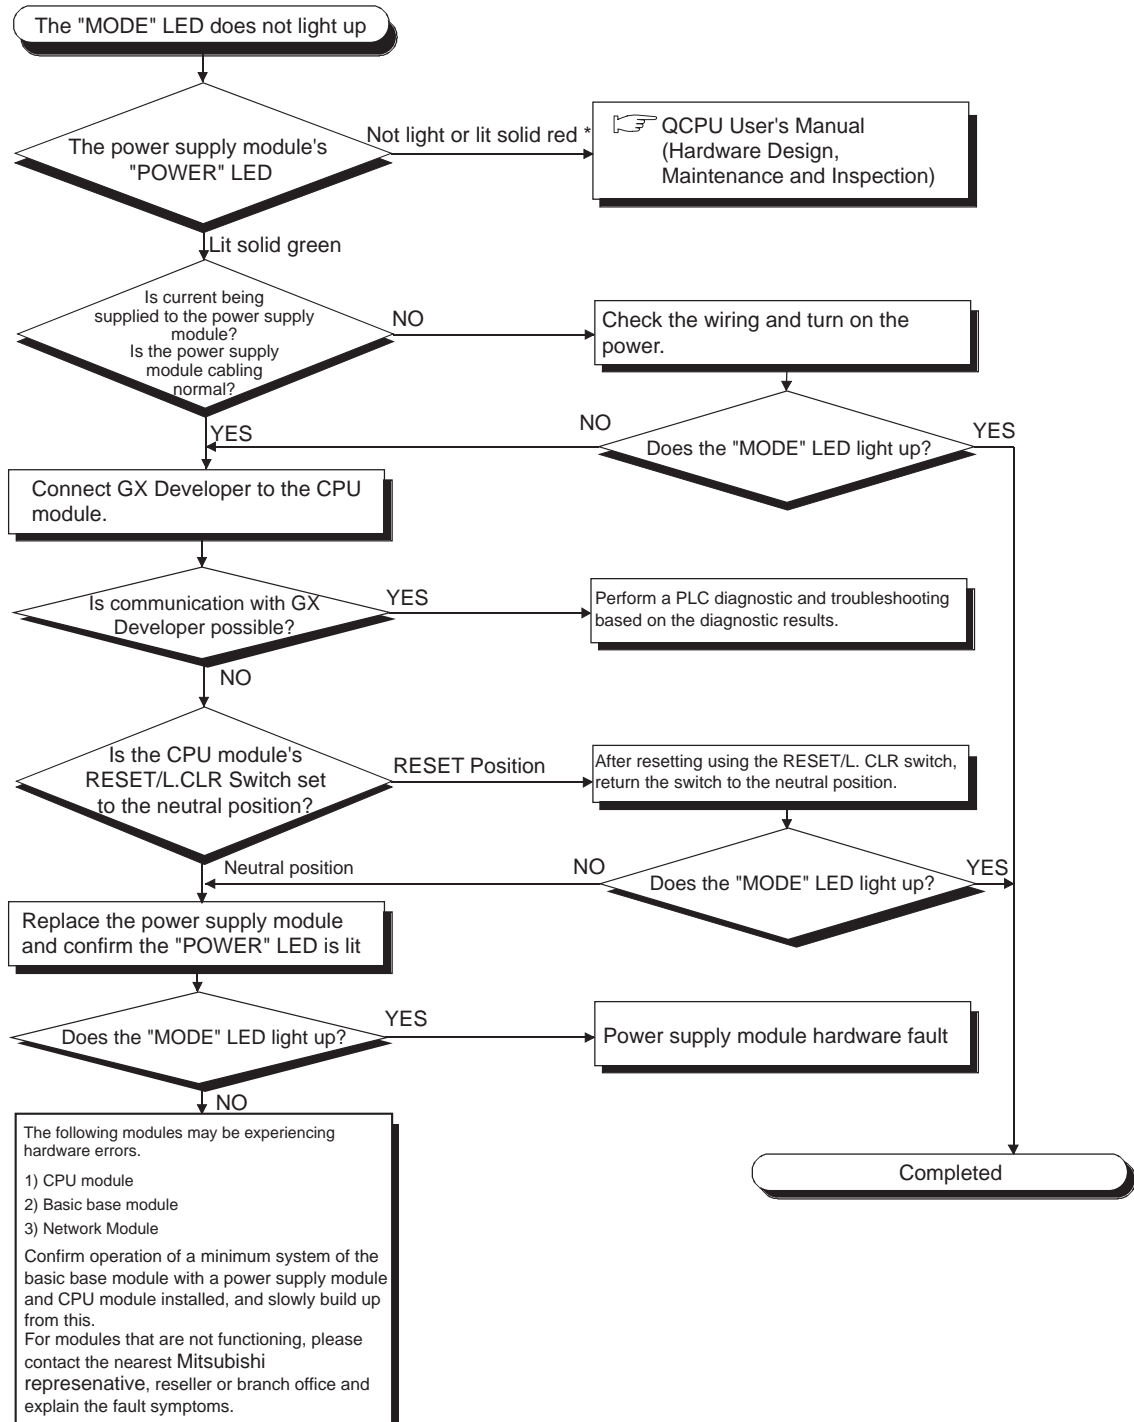 The "MODE" LED does not light up
The power supply module's
"POWER" LED
Not light or lit solid red *
QCPU User's Manual
(Hardware Design,
Maintenance and Inspection)
Lit solid green
Is current being
supplied to the power supply
module?
Is the power supply
module cabling
normal?
NO
Check the wiring and turn on the
power.
YES
NO
Does the "MODE" LED light up?
YES
Connect GX Developer to the CPU
module.
Is communication with GX
Developer possible?
YES
Perform a PLC diagnostic and troubleshooting
based on the diagnostic results.
NO
Is the CPU module's
RESET/L.CLR Switch set
to the neutral position?
RESET Position
After resetting using the RESET/L. CLR switch,
return the switch to the neutral position.
Neutral position
NO
Does the "MODE" LED light up?
YES
Replace the power supply module
and confirm the "POWER" LED is lit
Does the "MODE" LED light up?
YES
Power supply module hardware fault
NO
The following modules may be experiencing
hardware errors.
1) CPU module
2) Basic base module
3) Network Module
Confirm operation of a minimum system of the
basic base module with a power supply module
and CPU module installed, and slowly build up
from this.
For modules that are not functioning, please
contact the nearest Mitsubishi
represenative, reseller or branch office and
explain the fault symptoms.
Completed